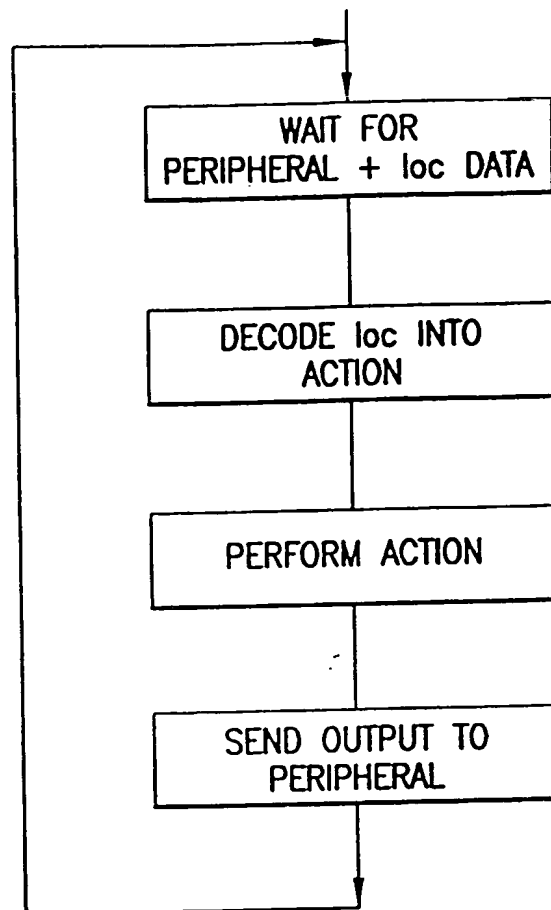 WAIT FOR
PERIPHERAL + loc DATA
DECODE loc INTO
ACTION
PERFORM ACTION
SEND OUTPUT TO
PERIPHERAL